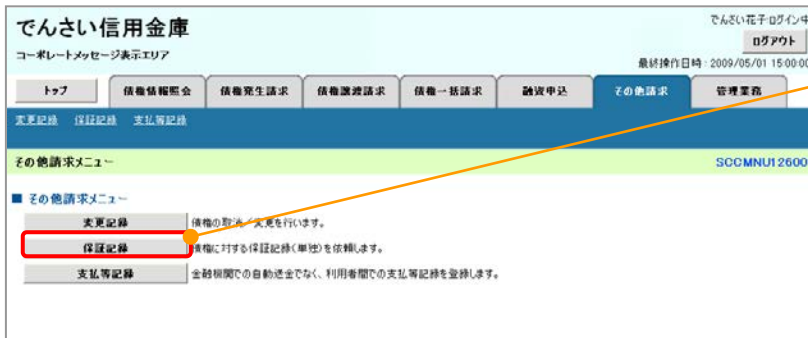 でんさい信用金庫
コーポレートメッセージ表示エリア
でんさい花子:ログイン中
ログアウト
最終操作日時:2009/05/01 15:00:00
トップ 債権情報照会 債権発生請求 債権譲渡請求 債権一括請求 融資申込 その他請求 管理業務
変更記録 保証記録 支払等記録
その他請求メニュー SCCMNU12600
■ その他請求メニュー
変更記録 債権の取消/変更を行います。
保証記録 債権に対する保証記録(単独)を依頼します。
支払等記録 金融機関での自動送金でなく、利用者間での支払等記録を登録します。